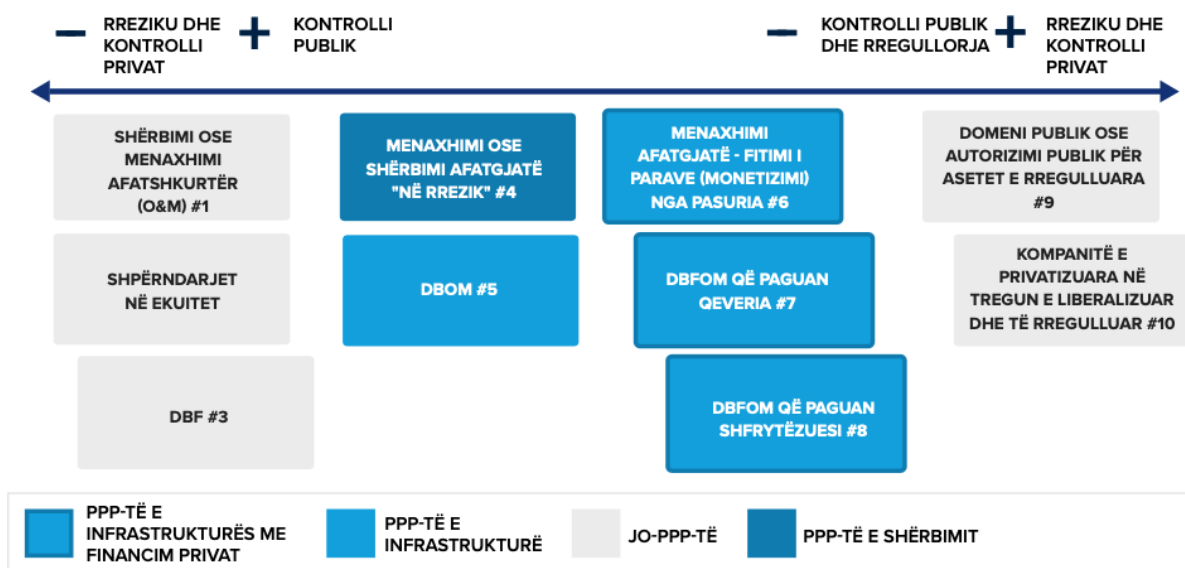 − RREZIKU DHE
KONTROLLI
PRIVAT
+ KONTROLLI
PUBLIK
− KONTROLLI PUBLIK
DHE RREGULLORJA
+ RREZIKU DHE
KONTROLLI
PRIVAT
SHËRBIMI OSE
MENAXHIMI
AFATSHKURTËR
(O&M) #1
MENAXHIMI OSE
SHËRBIMI AFATGJATË
"NË RREZIK" #4
MENAXHIMI
AFATGJATË - FITIMI I
PARAVE (MONETIZIMI)
NGA PASURIA #6
DOMENI PUBLIK OSE
AUTORIZIMI PUBLIK PËR
ASETET E RREGULLUARA
#9
SHPËRNDARJET
NË EKUITET
DBOM #5
DBFOM QË PAGUAN
QEVERIA #7
KOMPANITË E
PRIVATIZUARA NË
TREGUN E LIBERALIZUAR
DHE TË RREGULLUAR #10
DBF #3
DBFOM QË PAGUAN
SHFRYTËZUESI #8
PPP-TË E
INFRASTRUKTURËS ME
FINANCIM PRIVAT
PPP-TË E
INFRASTRUKTURË
JO-PPP-TË
PPP-TË E SHËRBIMIT